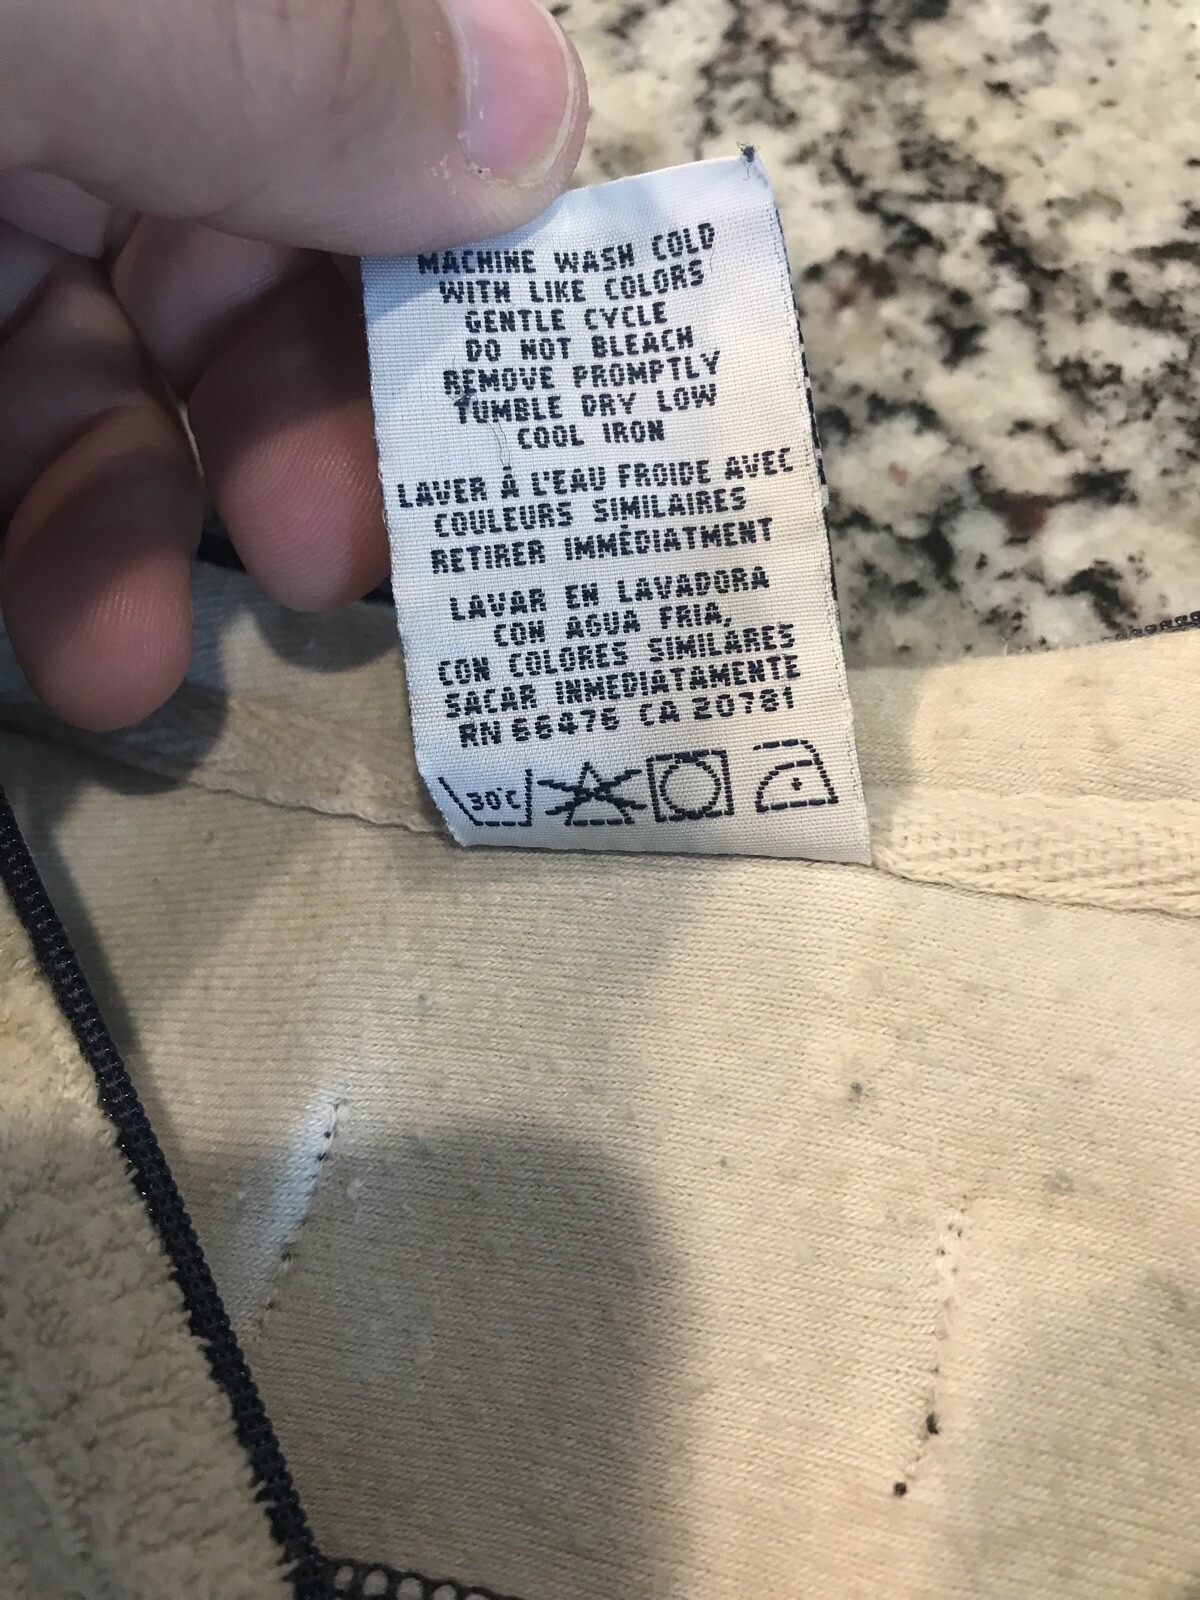 MACHINE WASH COLD
WITH LIKE COLORS
GENTLE CYCLE
DO NOT BLEACH
REMOVE PROMPTLY
TUMBLE DRY LOW
COOL IRON
LAVER À L'EAU FROIDE AVEC
COULEURS SIMILAIRES
RETIRER IMMÉDIATMENT
LAVAR EN LAVADORA
CON AGUA FRIA,
CON COLORES SIMILARES
SACAR INMEDIATAMENTE
RN 66476 CA 20781
30°C